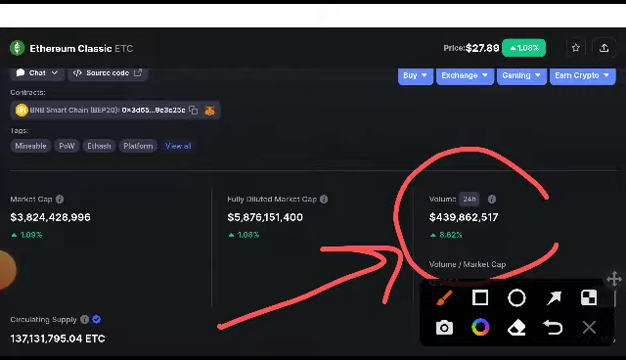 Ethereum Classic ETC
Price: $27.89 ▲ 1.08%
Chat Source code
Buy Exchange Gaming Earn Crypto
Contracts:
BNB Smart Chain (BEP20): 0x3d65...9e3c25e
Tags:
Mineable PoW Ethash Platform View all
Market Cap
$3,824,428,996
▲ 1.09%
Fully Diluted Market Cap
$5,876,151,400
▲ 1.08%
Volume 24h
$439,862,517
▲ 8.62%
Volume / Market Cap
Circulating Supply
137,131,795.04 ETC